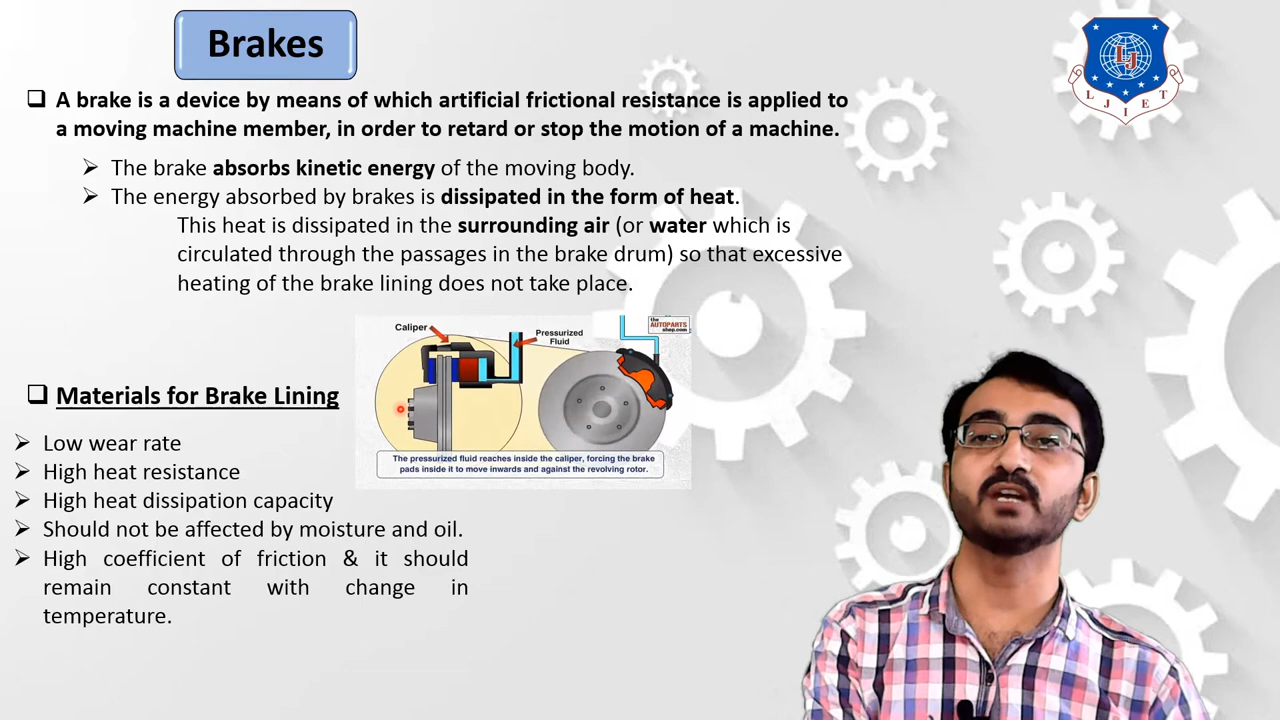 Brakes
❑ A brake is a device by means of which artificial frictional resistance is applied to
a moving machine member, in order to retard or stop the motion of a machine.
➢ The brake absorbs kinetic energy of the moving body.
➢ The energy absorbed by brakes is dissipated in the form of heat.
This heat is dissipated in the surrounding air (or water which is
circulated through the passages in the brake drum) so that excessive
heating of the brake lining does not take place.
LJ
LJIET
Caliper
Pressurized
Fluid
the
AUTOPARTS
shop.com
The pressurized fluid reaches inside the caliper, forcing the brake
pads inside it to move inwards and against the revolving rotor.
❑ Materials for Brake Lining
➢ Low wear rate
➢ High heat resistance
➢ High heat dissipation capacity
➢ Should not be affected by moisture and oil.
➢ High coefficient of friction & it should
remain constant with change in
temperature.